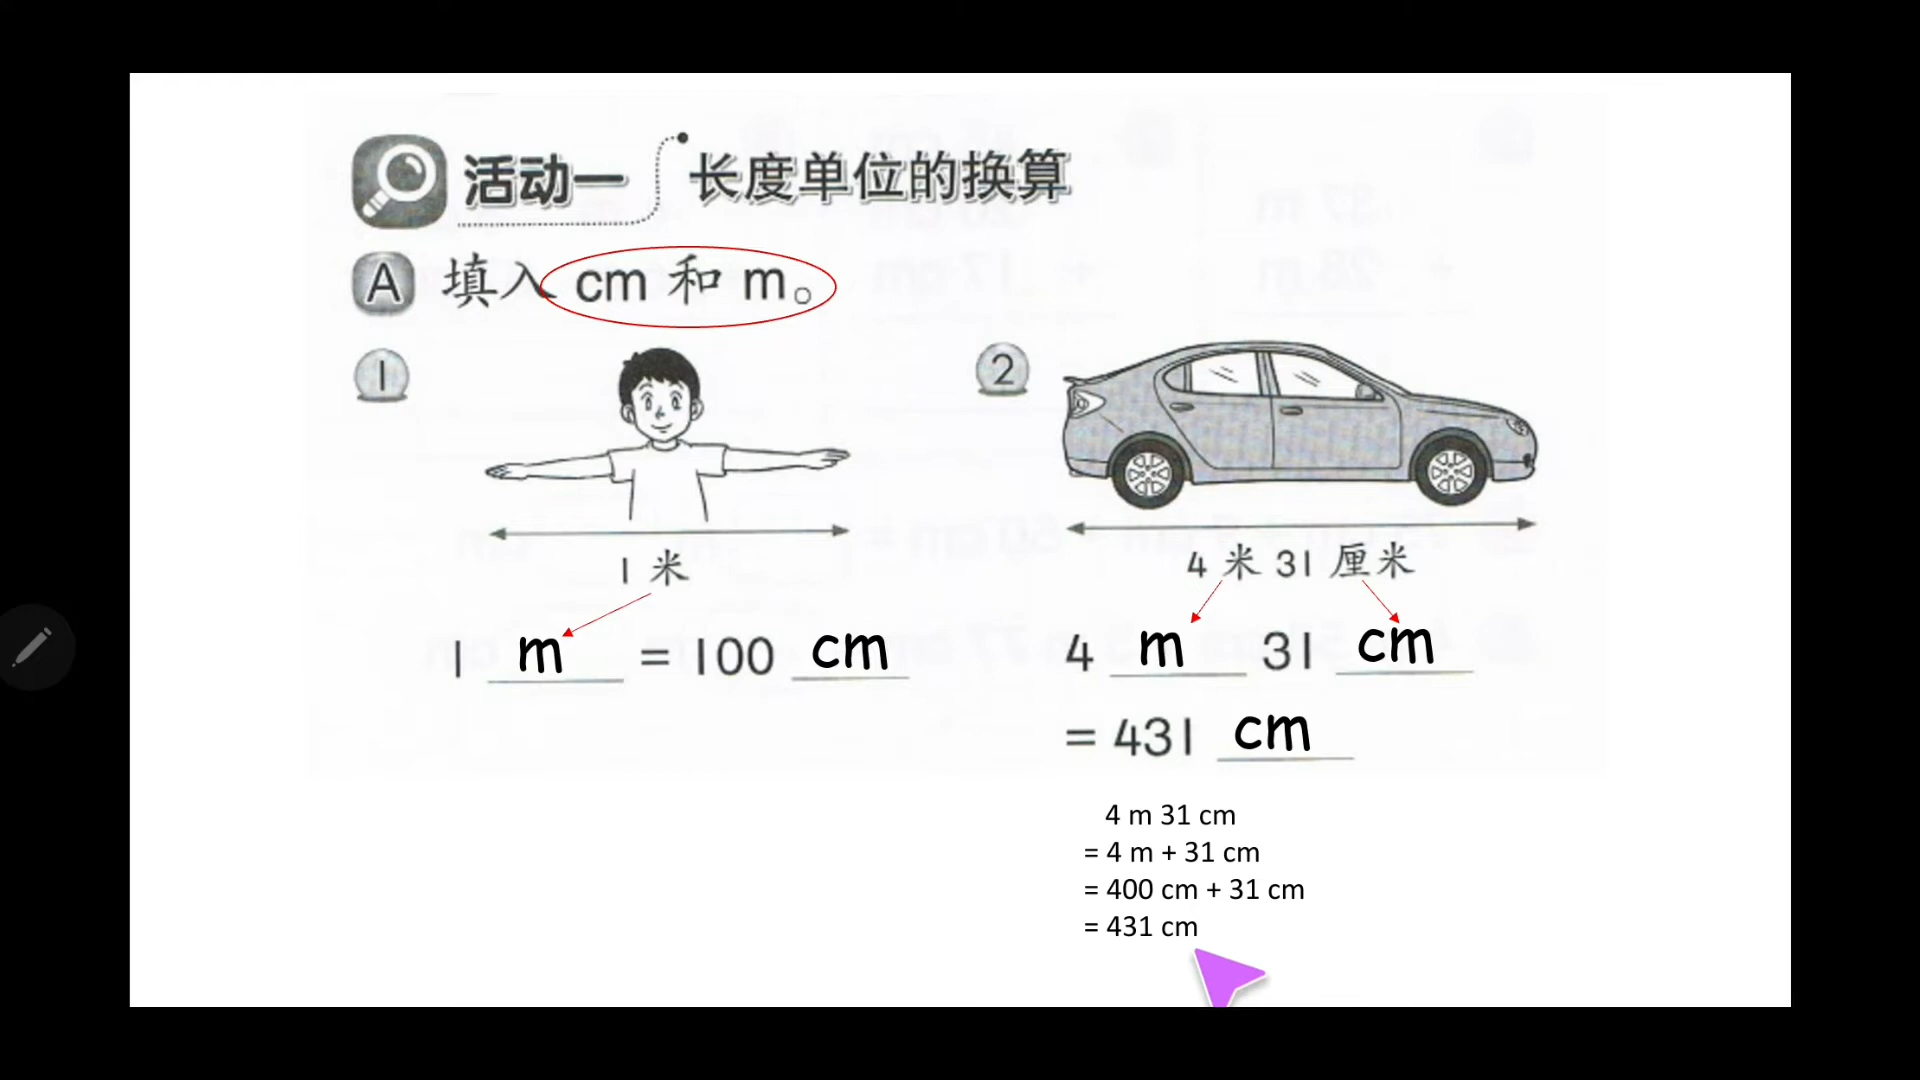 活动一 长度单位的换算
A 填入 cm 和 m。
1
1 米
1 m = 100 cm
2
4 米 31 厘米
4 m 31 cm
= 431 cm
4 m 31 cm
= 4 m + 31 cm
= 400 cm + 31 cm
= 431 cm